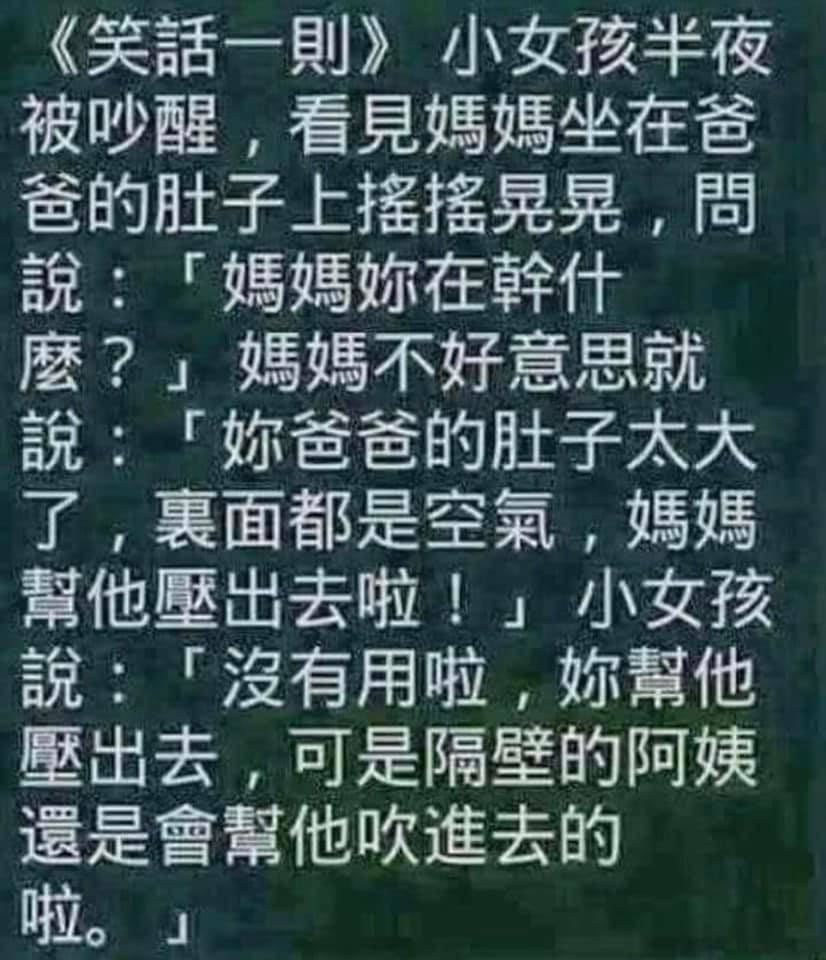 《笑話一則》 小女孩半夜
被吵醒，看見媽媽坐在爸
爸的肚子上搖搖晃晃，問
說：「媽媽妳在幹什
麼？」 媽媽不好意思就
說：「妳爸爸的肚子太大
了，裏面都是空氣，媽媽
幫他壓出去啦！」 小女孩
說：「沒有用啦，妳幫他
壓出去，可是隔壁的阿姨
還是會幫他吹進去的
啦。 」